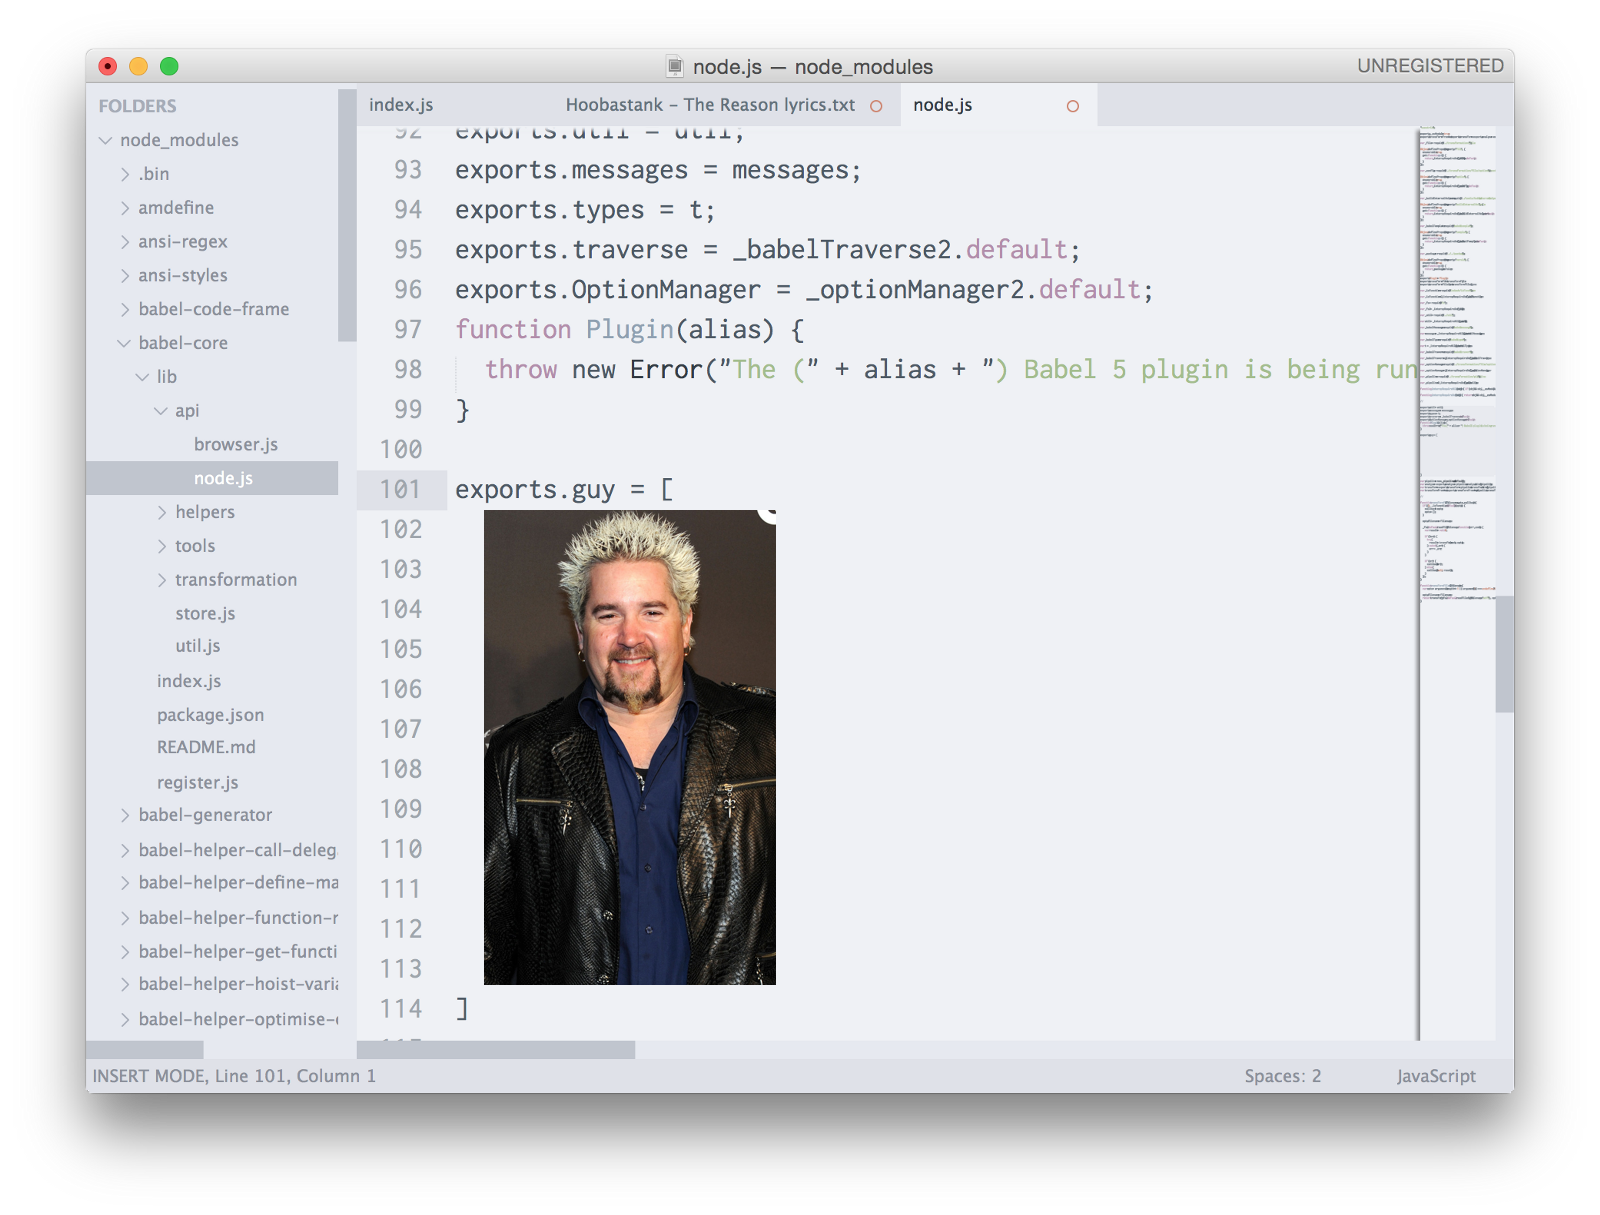 node.js — node_modules
UNREGISTERED
FOLDERS
node_modules
.bin
amdefine
ansi-regex
ansi-styles
babel-code-frame
babel-core
lib
api
browser.js
node.js
helpers
tools
transformation
store.js
util.js
index.js
package.json
README.md
register.js
babel-generator
babel-helper-call-deleg
babel-helper-define-ma
babel-helper-function-r
babel-helper-get-functi
babel-helper-hoist-varia
babel-helper-optimise-
index.js
Hoobastank - The Reason lyrics.txt
node.js
92 exports.util = util;
93 exports.messages = messages;
94 exports.types = t;
95 exports.traverse = _babelTraverse2.default;
96 exports.OptionManager = _optionManager2.default;
97 function Plugin(alias) {
98 throw new Error("The (" + alias + ") Babel 5 plugin is being run
99 }
100
101 exports.guy = [
102
103
104
105
106
107
108
109
110
111
112
113
114 ]
INSERT MODE, Line 101, Column 1
Spaces: 2
JavaScript